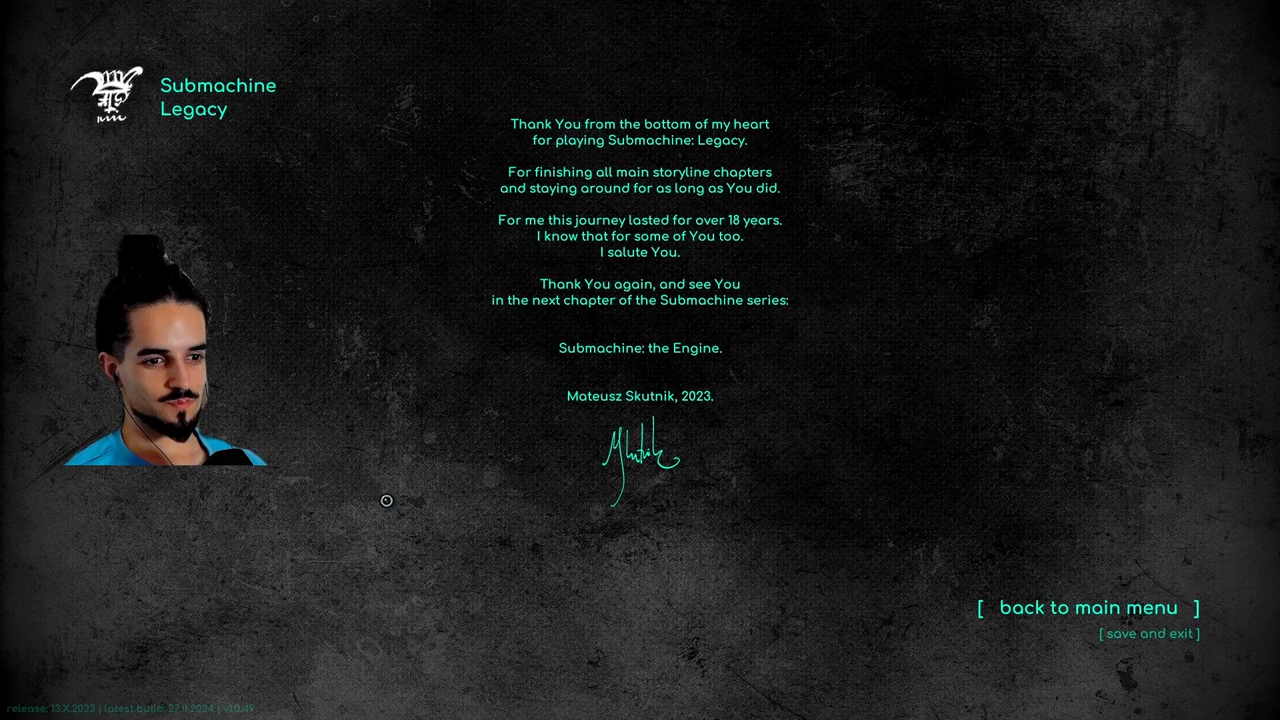 Submachine
Legacy
Thank You from the bottom of my heart
for playing Submachine: Legacy.
For finishing all main storyline chapters
and staying around for as long as You did.
For me this journey lasted for over 18 years.
I know that for some of You too.
I salute You.
Thank You again, and see You
in the next chapter of the Submachine series:
Submachine: the Engine.
Mateusz Skutnik, 2023.
[ back to main menu ]
[ save and exit ]
release: 13.X.2023 | latest build: 27.II.2024 | v1.0.49